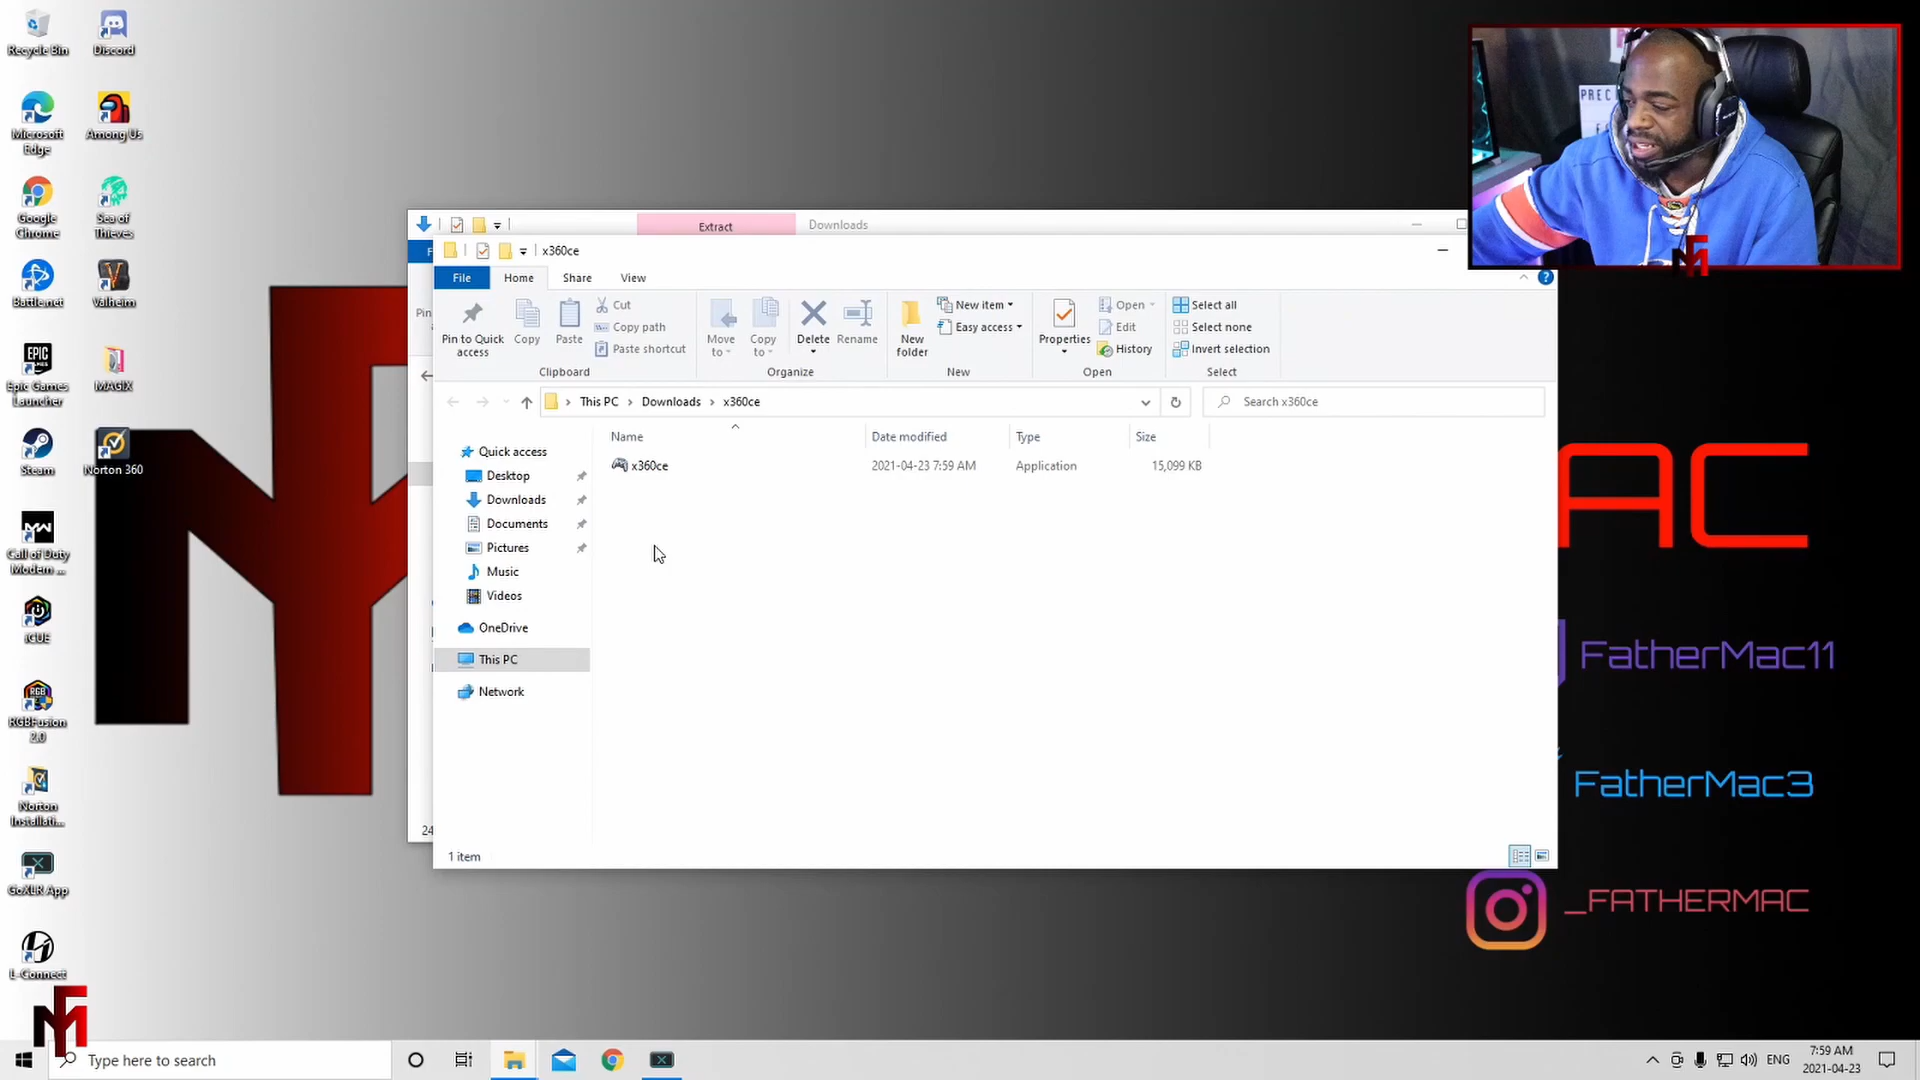 Recycle Bin
Discord
Microsoft
Edge
Among Us
Google
Chrome
Sea of
Thieves
Battle.net
Valheim
EPIC
GAMES
Epic Games
Launcher
MAGIX
Steam
Norton 360
MW
Call of Duty
Modern ...
iCUE
RGB
RGBFusion
2.0
Norton
Installati...
GoXLR App
L-Connect
Extract
Downloads
x360ce
File
Home
Share
View
Pin to Quick
access
Copy
Paste
Cut
Copy path
Paste shortcut
Clipboard
Move
to
Copy
to
Delete
Rename
Organize
New
folder
New item
Easy access
New
Properties
Open
Edit
History
Open
Select all
Select none
Invert selection
Select
This PC
Downloads
x360ce
Search x360ce
Name
Date modified
Type
Size
x360ce
2021-04-23 7:59 AM
Application
15,099 KB
Quick access
Desktop
Downloads
Documents
Pictures
Music
Videos
OneDrive
This PC
Network
1 item
24
AC
FatherMac11
FatherMac3
_FATHERMAC
Type here to search
ENG
7:59 AM
2021-04-23